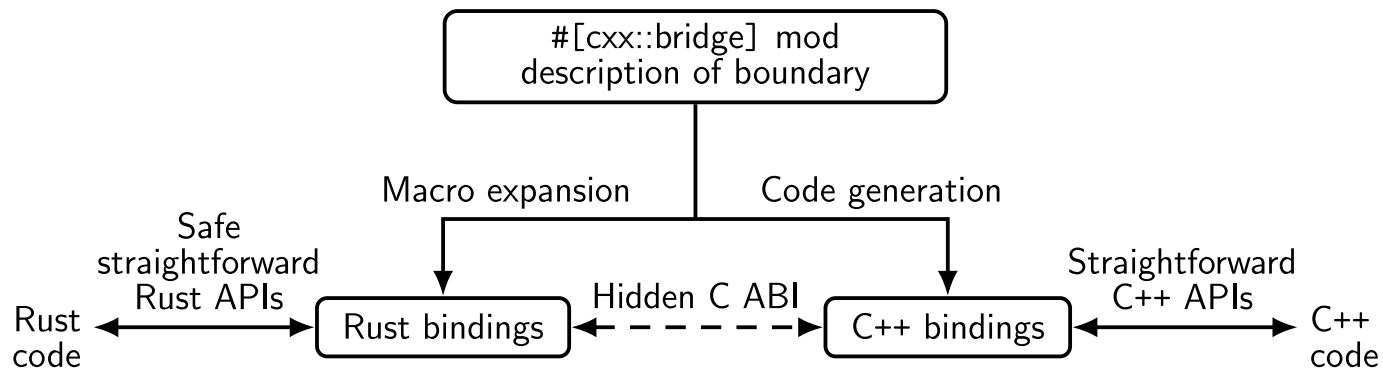 #[cxx::bridge] mod
description of boundary
Macro expansion
Code generation
Safe
straightforward
Rust APIs
Straightforward
C++ APIs
Hidden C ABI
Rust
code
Rust bindings
C++ bindings
C++
code